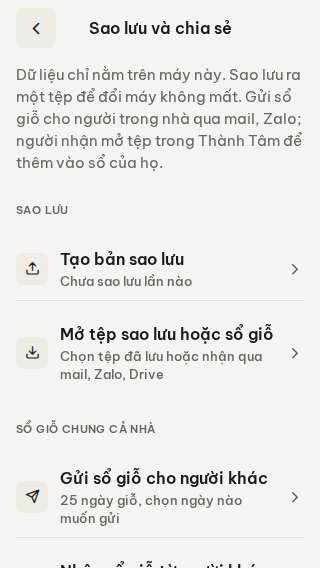 Sao lưu và chia sẻ
Dữ liệu chỉ nằm trên máy này. Sao lưu ra
một tệp để đổi máy không mất. Gửi sổ
giỗ cho người trong nhà qua mail, Zalo;
người nhận mở tệp trong Thành Tâm để
thêm vào sổ của họ.
SAO LƯU
Tạo bản sao lưu
Chưa sao lưu lần nào
Mở tệp sao lưu hoặc sổ giỗ
Chọn tệp đã lưu hoặc nhận qua
mail, Zalo, Drive
SỔ GIỖ CHUNG CẢ NHÀ
Gửi sổ giỗ cho người khác
25 ngày giỗ, chọn ngày nào
muốn gửi